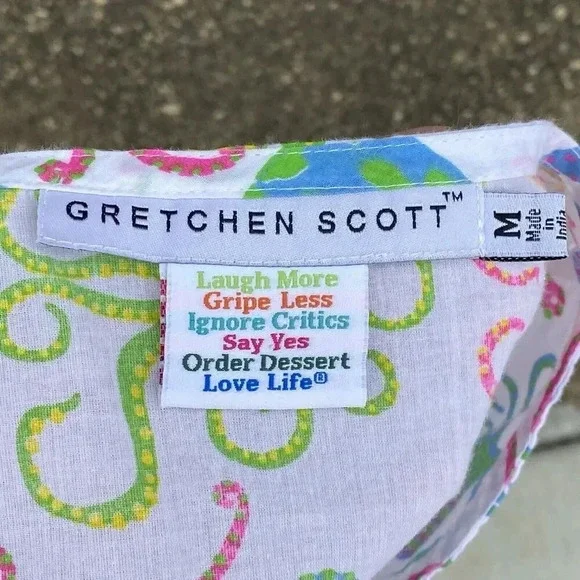 GRETCHEN SCOTT™
M
Made
in
India
Laugh More
Gripe Less
Ignore Critics
Say Yes
Order Dessert
Love Life®